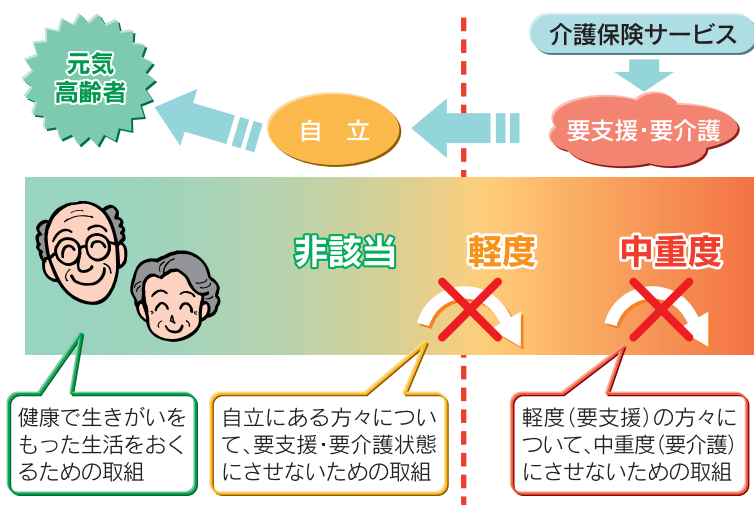 元気
高齢者
自 立
介護保険サービス
要支援・要介護
非該当
軽度
中重度
健康で生きがいを
もった生活をおく
るための取組
自立にある方々につい
て、要支援・要介護状態
にさせないための取組
軽度(要支援)の方々に
ついて、中重度(要介護)
にさせないための取組